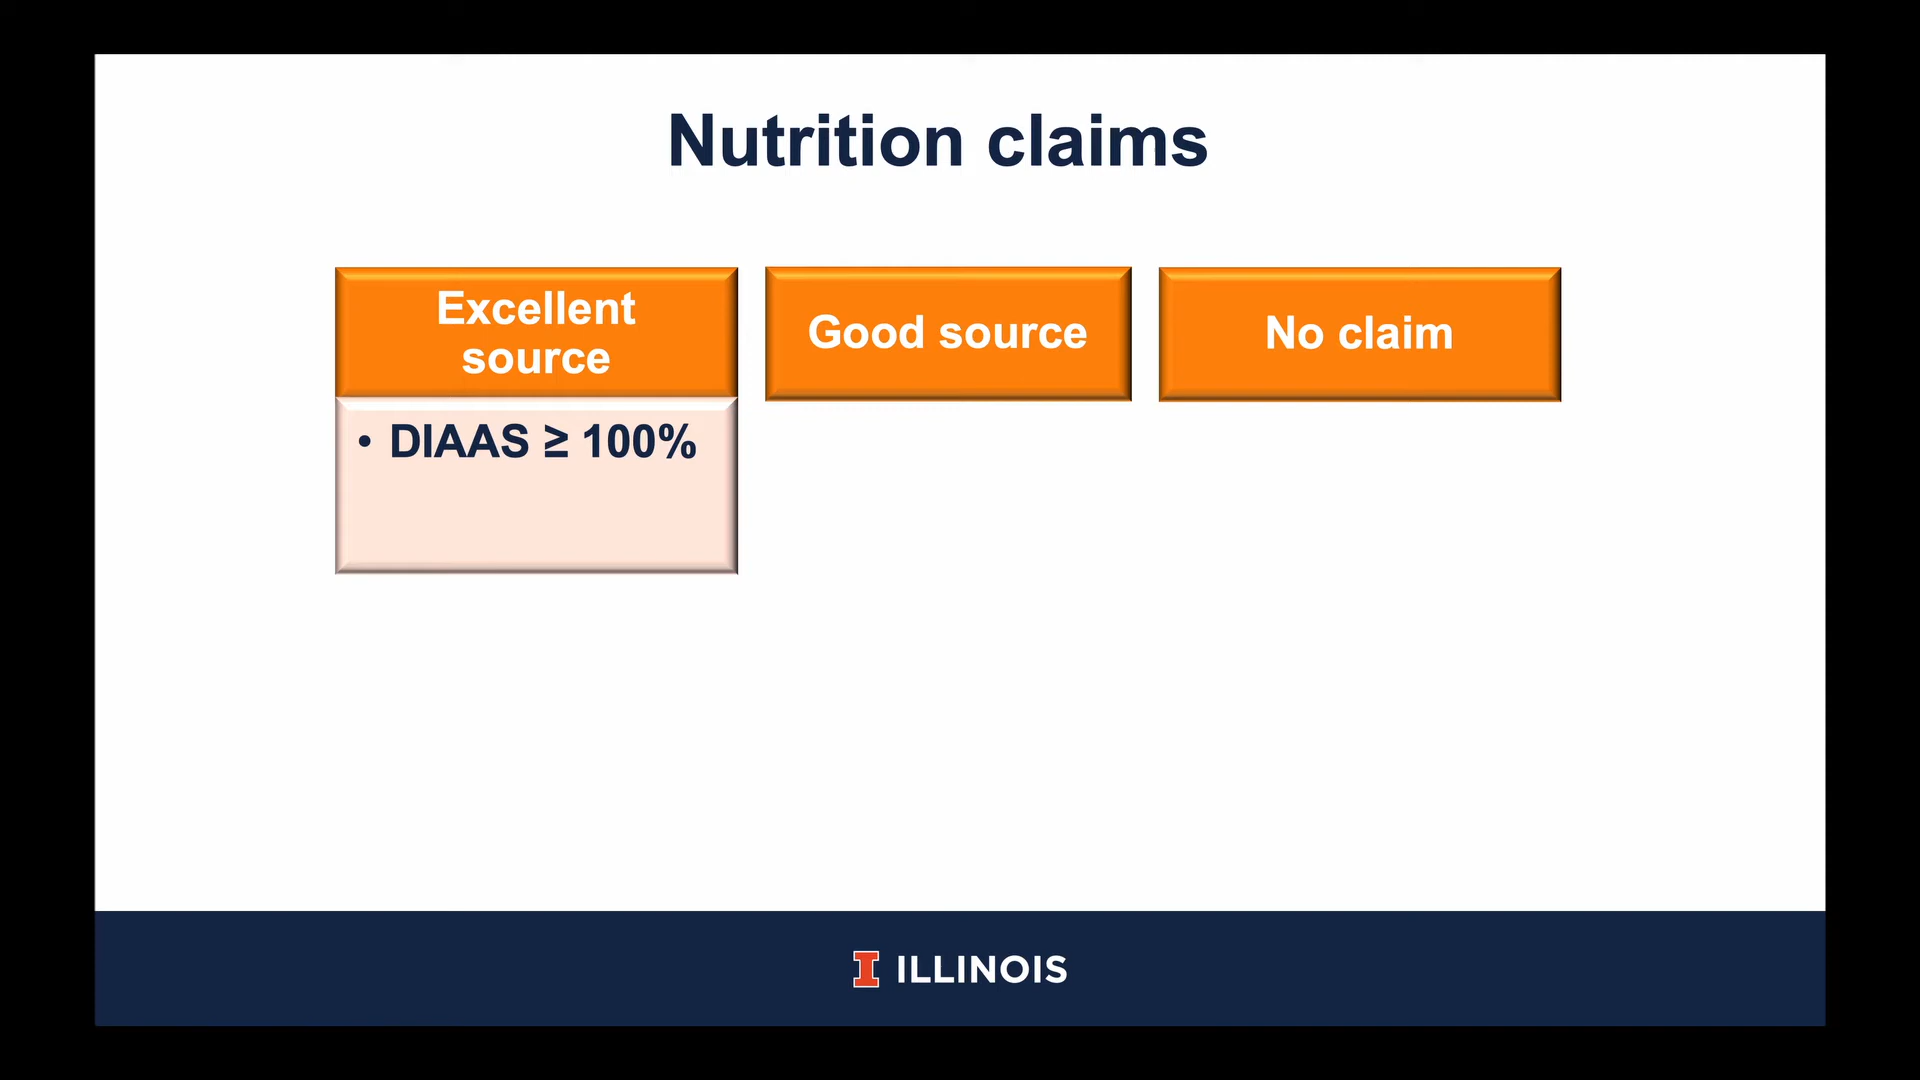 Nutrition claims
Excellent
source
Good source
No claim
• DIAAS ≥ 100%
I ILLINOIS